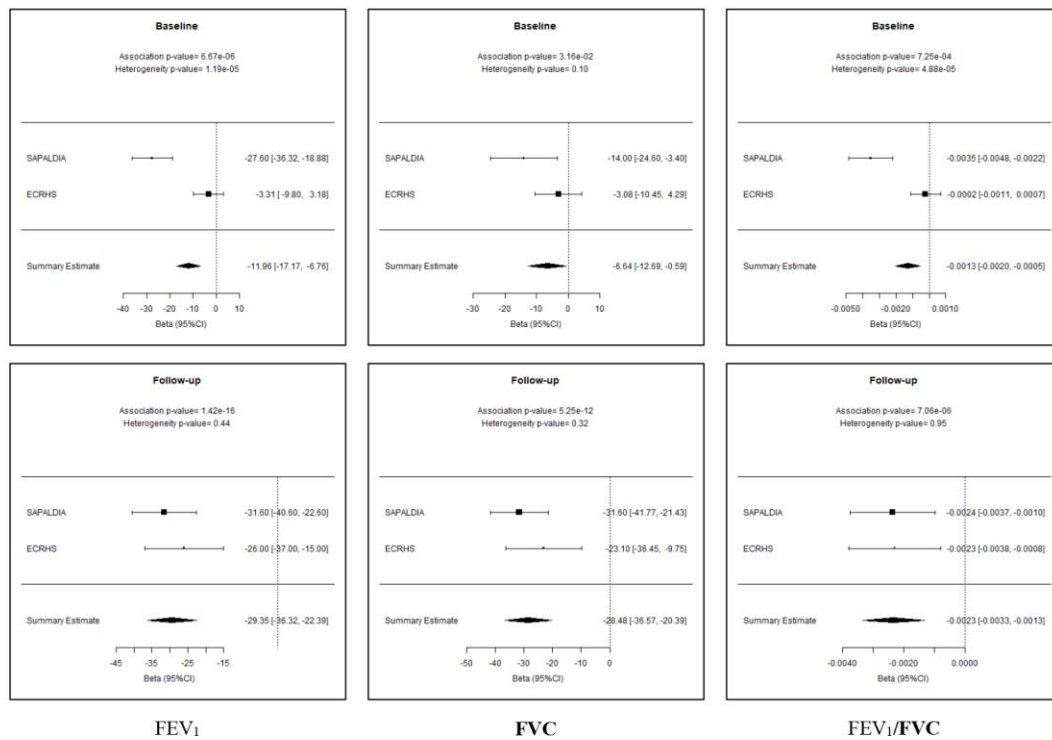 Baseline
Association p-value= 6.67e-06
Heterogeneity p-value= 1.19e-05
SAPALDIA -27.60 [-36.32, -18.88]
ECRHS -3.31 [ -9.80, 3.18]
Summary Estimate -11.96 [-17.17, -6.76]
-40 -30 -20 -10 0 10
Beta (95%CI)
Baseline
Association p-value= 3.16e-02
Heterogeneity p-value= 0.10
SAPALDIA -14.00 [-24.60, -3.40]
ECRHS -3.08 [-10.45, 4.29]
Summary Estimate -6.64 [-12.69, -0.59]
-50 -40 -30 -20 -10 0 10
Beta (95%CI)
Baseline
Association p-value= 7.25e-04
Heterogeneity p-value= 4.88e-05
SAPALDIA -0.0035 [-0.0048, -0.0022]
ECRHS -0.0002 [-0.0011, 0.0007]
Summary Estimate -0.0013 [-0.0020, -0.0005]
-0.0050 -0.0020 0.0010
Beta (95%CI)
Follow-up
Association p-value= 1.42e-16
Heterogeneity p-value= 0.44
SAPALDIA -31.60 [-40.60, -22.60]
ECRHS -26.00 [-37.00, -15.00]
Summary Estimate -29.35 [-36.32, -22.39]
-45 -35 -25 -15
Beta (95%CI)
Follow-up
Association p-value= 5.25e-12
Heterogeneity p-value= 0.32
SAPALDIA -31.60 [-41.77, -21.43]
ECRHS -23.10 [-36.45, -9.75]
Summary Estimate -28.48 [-36.57, -20.39]
-50 -40 -30 -20 -10 0
Beta (95%CI)
Follow-up
Association p-value= 7.06e-06
Heterogeneity p-value= 0.95
SAPALDIA -0.0024 [-0.0037, -0.0010]
ECRHS -0.0023 [-0.0038, -0.0008]
Summary Estimate -0.0023 [-0.0033, -0.0013]
-0.0040 -0.0020 0.0000
Beta (95%CI)
FEV₁ FVC FEV₁/FVC